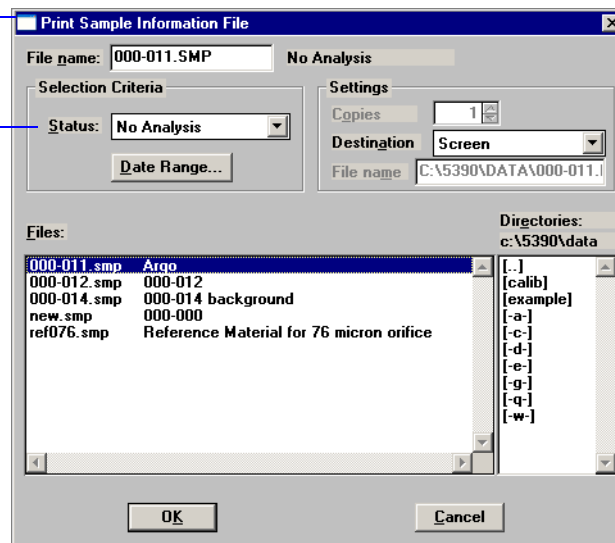 Print Sample Information File
File name: 000-011.SMP No Analysis
Selection Criteria
Status: No Analysis
Date Range...
Settings
Copies 1
Destination Screen
File name C:\5390\DATA\000-011.
Files:
000-011.smp Argo
000-012.smp 000-012
000-014.smp 000-014 background
new.smp 000-000
ref076.smp Reference Material for 76 micron orifice
Directories:
c:\5390\data
[..]
[calib]
[example]
[-a-]
[-c-]
[-d-]
[-e-]
[-g-]
[-q-]
[-w-]
OK Cancel